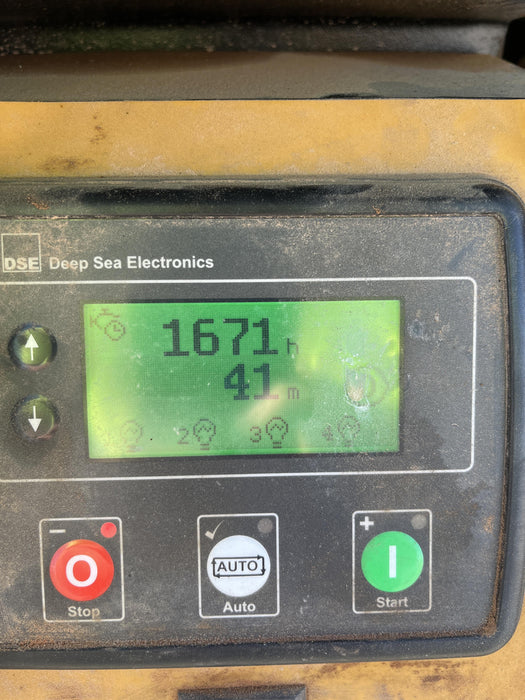 DSE Deep Sea Electronics
1671 h
41 m
2 3 4
- AUTO +
Stop Auto Start